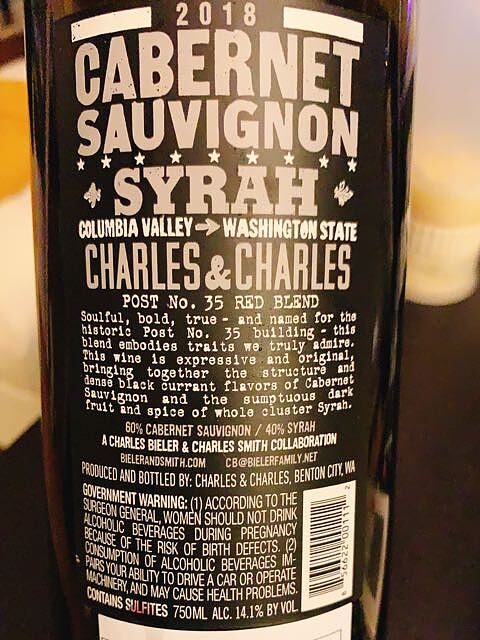 2018
CABERNET
SAUVIGNON
SYRAH
COLUMBIA VALLEY → WASHINGTON STATE
CHARLES & CHARLES
POST No. 35 RED BLEND
Soulful, bold, true - and named for the
historic Post No. 35 building - this
blend embodies traits we truly admire.
This wine is expressive and original,
bringing together the structure and
dense black currant flavors of Cabernet
Sauvignon and the sumptuous dark
fruit and spice of whole cluster Syrah.
60% CABERNET SAUVIGNON / 40% SYRAH
A CHARLES BIELER & CHARLES SMITH COLLABORATION
BIELERANDSMITH.COM CB@BIELERFAMILY.NET
PRODUCED AND BOTTLED BY: CHARLES & CHARLES, BENTON CITY, WA
GOVERNMENT WARNING: (1) ACCORDING TO THE
SURGEON GENERAL, WOMEN SHOULD NOT DRINK
ALCOHOLIC BEVERAGES DURING PREGNANCY
BECAUSE OF THE RISK OF BIRTH DEFECTS. (2)
CONSUMPTION OF ALCOHOLIC BEVERAGES IM-
PAIRS YOUR ABILITY TO DRIVE A CAR OR OPERATE
MACHINERY, AND MAY CAUSE HEALTH PROBLEMS.
CONTAINS SULFITES 750ML ALC. 14.1% BY VOL